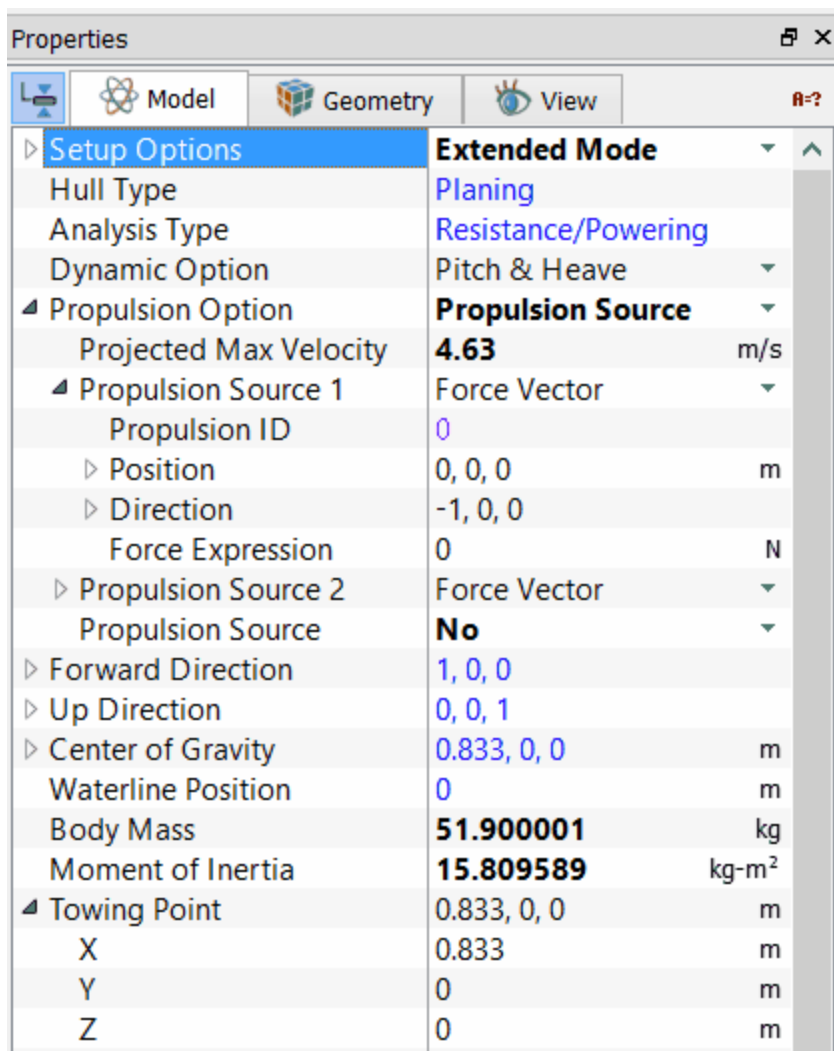 Properties
Model Geometry View A=?
Setup Options Extended Mode
Hull Type Planing
Analysis Type Resistance/Powering
Dynamic Option Pitch & Heave
Propulsion Option Propulsion Source
Projected Max Velocity 4.63 m/s
Propulsion Source 1 Force Vector
Propulsion ID 0
Position 0, 0, 0 m
Direction -1, 0, 0
Force Expression 0 N
Propulsion Source 2 Force Vector
Propulsion Source No
Forward Direction 1, 0, 0
Up Direction 0, 0, 1
Center of Gravity 0.833, 0, 0 m
Waterline Position 0 m
Body Mass 51.900001 kg
Moment of Inertia 15.809589 kg-m²
Towing Point 0.833, 0, 0 m
X 0.833 m
Y 0 m
Z 0 m